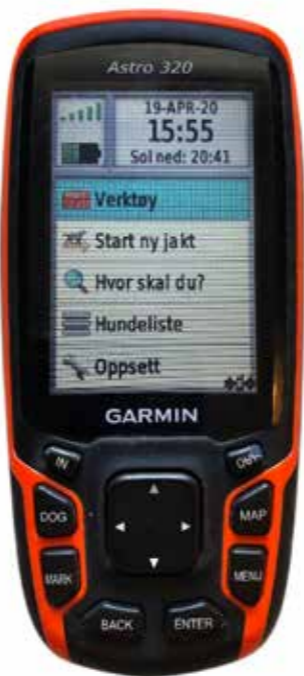 Astro 320
19-APR-20
15:55
Sol ned: 20:41
Verktøy
Start ny jakt
Hvor skal du?
Hundeliste
Oppsett
GARMIN
IN
DOG
MAP
MARK
MENU
BACK
ENTER